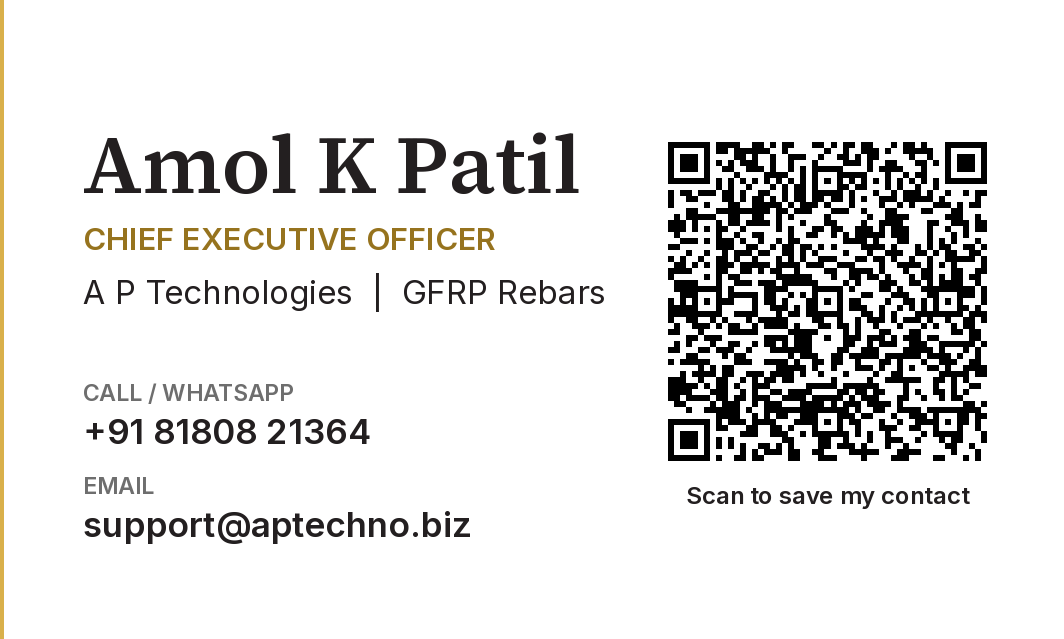 Amol K Patil
CHIEF EXECUTIVE OFFICER
A P Technologies | GFRP Rebars
CALL / WHATSAPP
+91 81808 21364
EMAIL
support@aptechno.biz
Scan to save my contact